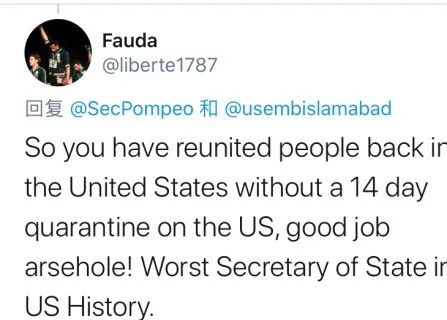 Fauda
@liberte1787
回复 @SecPompeo 和 @usembislamabad
So you have reunited people back in
the United States without a 14 day
quarantine on the US, good job
arsehole! Worst Secretary of State in
US History.